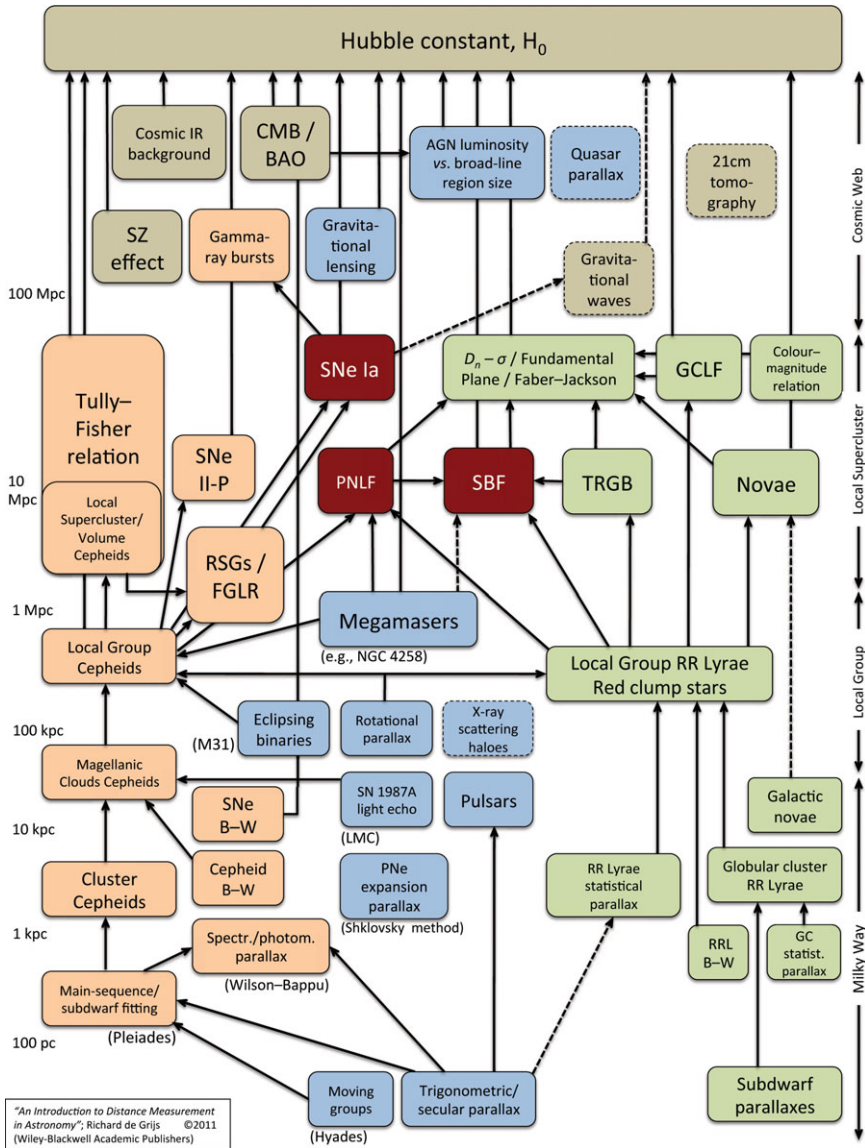 Hubble constant, H₀
Cosmic IR
background
CMB /
BAO
AGN luminosity
vs. broad-line
region size
Quasar
parallax
21cm
tomo-
graphy
SZ
effect
Gamma-
ray bursts
Gravita-
tional
lensing
Gravita-
tional
waves
Cosmic Web
100 Mpc
Tully–
Fisher
relation
SNe Ia
Dₙ – σ / Fundamental
Plane / Faber–Jackson
GCLF
Colour–
magnitude
relation
SNe
II-P
PNLF
SBF
TRGB
Novae
Local Supercluster
10
Mpc
Local
Supercluster/
Volume
Cepheids
RSGs /
FGLR
1 Mpc
Megamasers
(e.g., NGC 4258)
Local Group
Cepheids
Local Group RR Lyrae
Red clump stars
Local Group
100 kpc
(M31)
Eclipsing
binaries
Rotational
parallax
X-ray
scattering
haloes
Magellanic
Clouds Cepheids
SNe
B–W
SN 1987A
light echo
(LMC)
Pulsars
Galactic
novae
10 kpc
Cluster
Cepheids
Cepheid
B–W
PNe
expansion
parallax
(Shklovsky method)
RR Lyrae
statistical
parallax
Globular cluster
RR Lyrae
1 kpc
Spectr./photom.
parallax
(Wilson–Bappu)
RRL
B–W
GC
statist.
parallax
Milky Way
Main-sequence/
subdwarf fitting
(Pleiades)
100 pc
Moving
groups
(Hyades)
Trigonometric/
secular parallax
Subdwarf
parallaxes
"An Introduction to Distance Measurement
in Astronomy"; Richard de Grijs ©2011
(Wiley-Blackwell Academic Publishers)